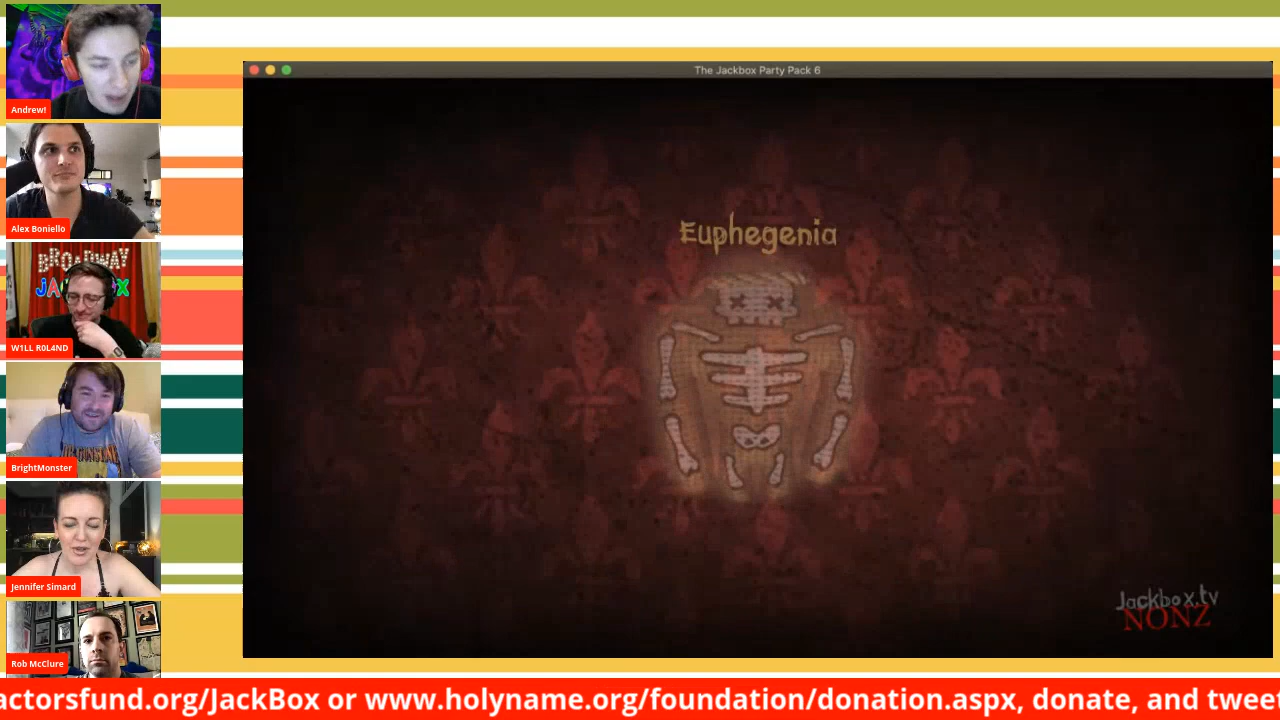 Andrew!
Alex Boniello
BROADWAY
JA X
W1LL R0L4ND
BrightMonster
Jennifer Simard
Rob McClure
The Jackbox Party Pack 6
Euphegenia
Jackbox.tv
NONZ
actorsfund.org/JackBox or www.holyname.org/foundation/donation.aspx, donate, and tweet